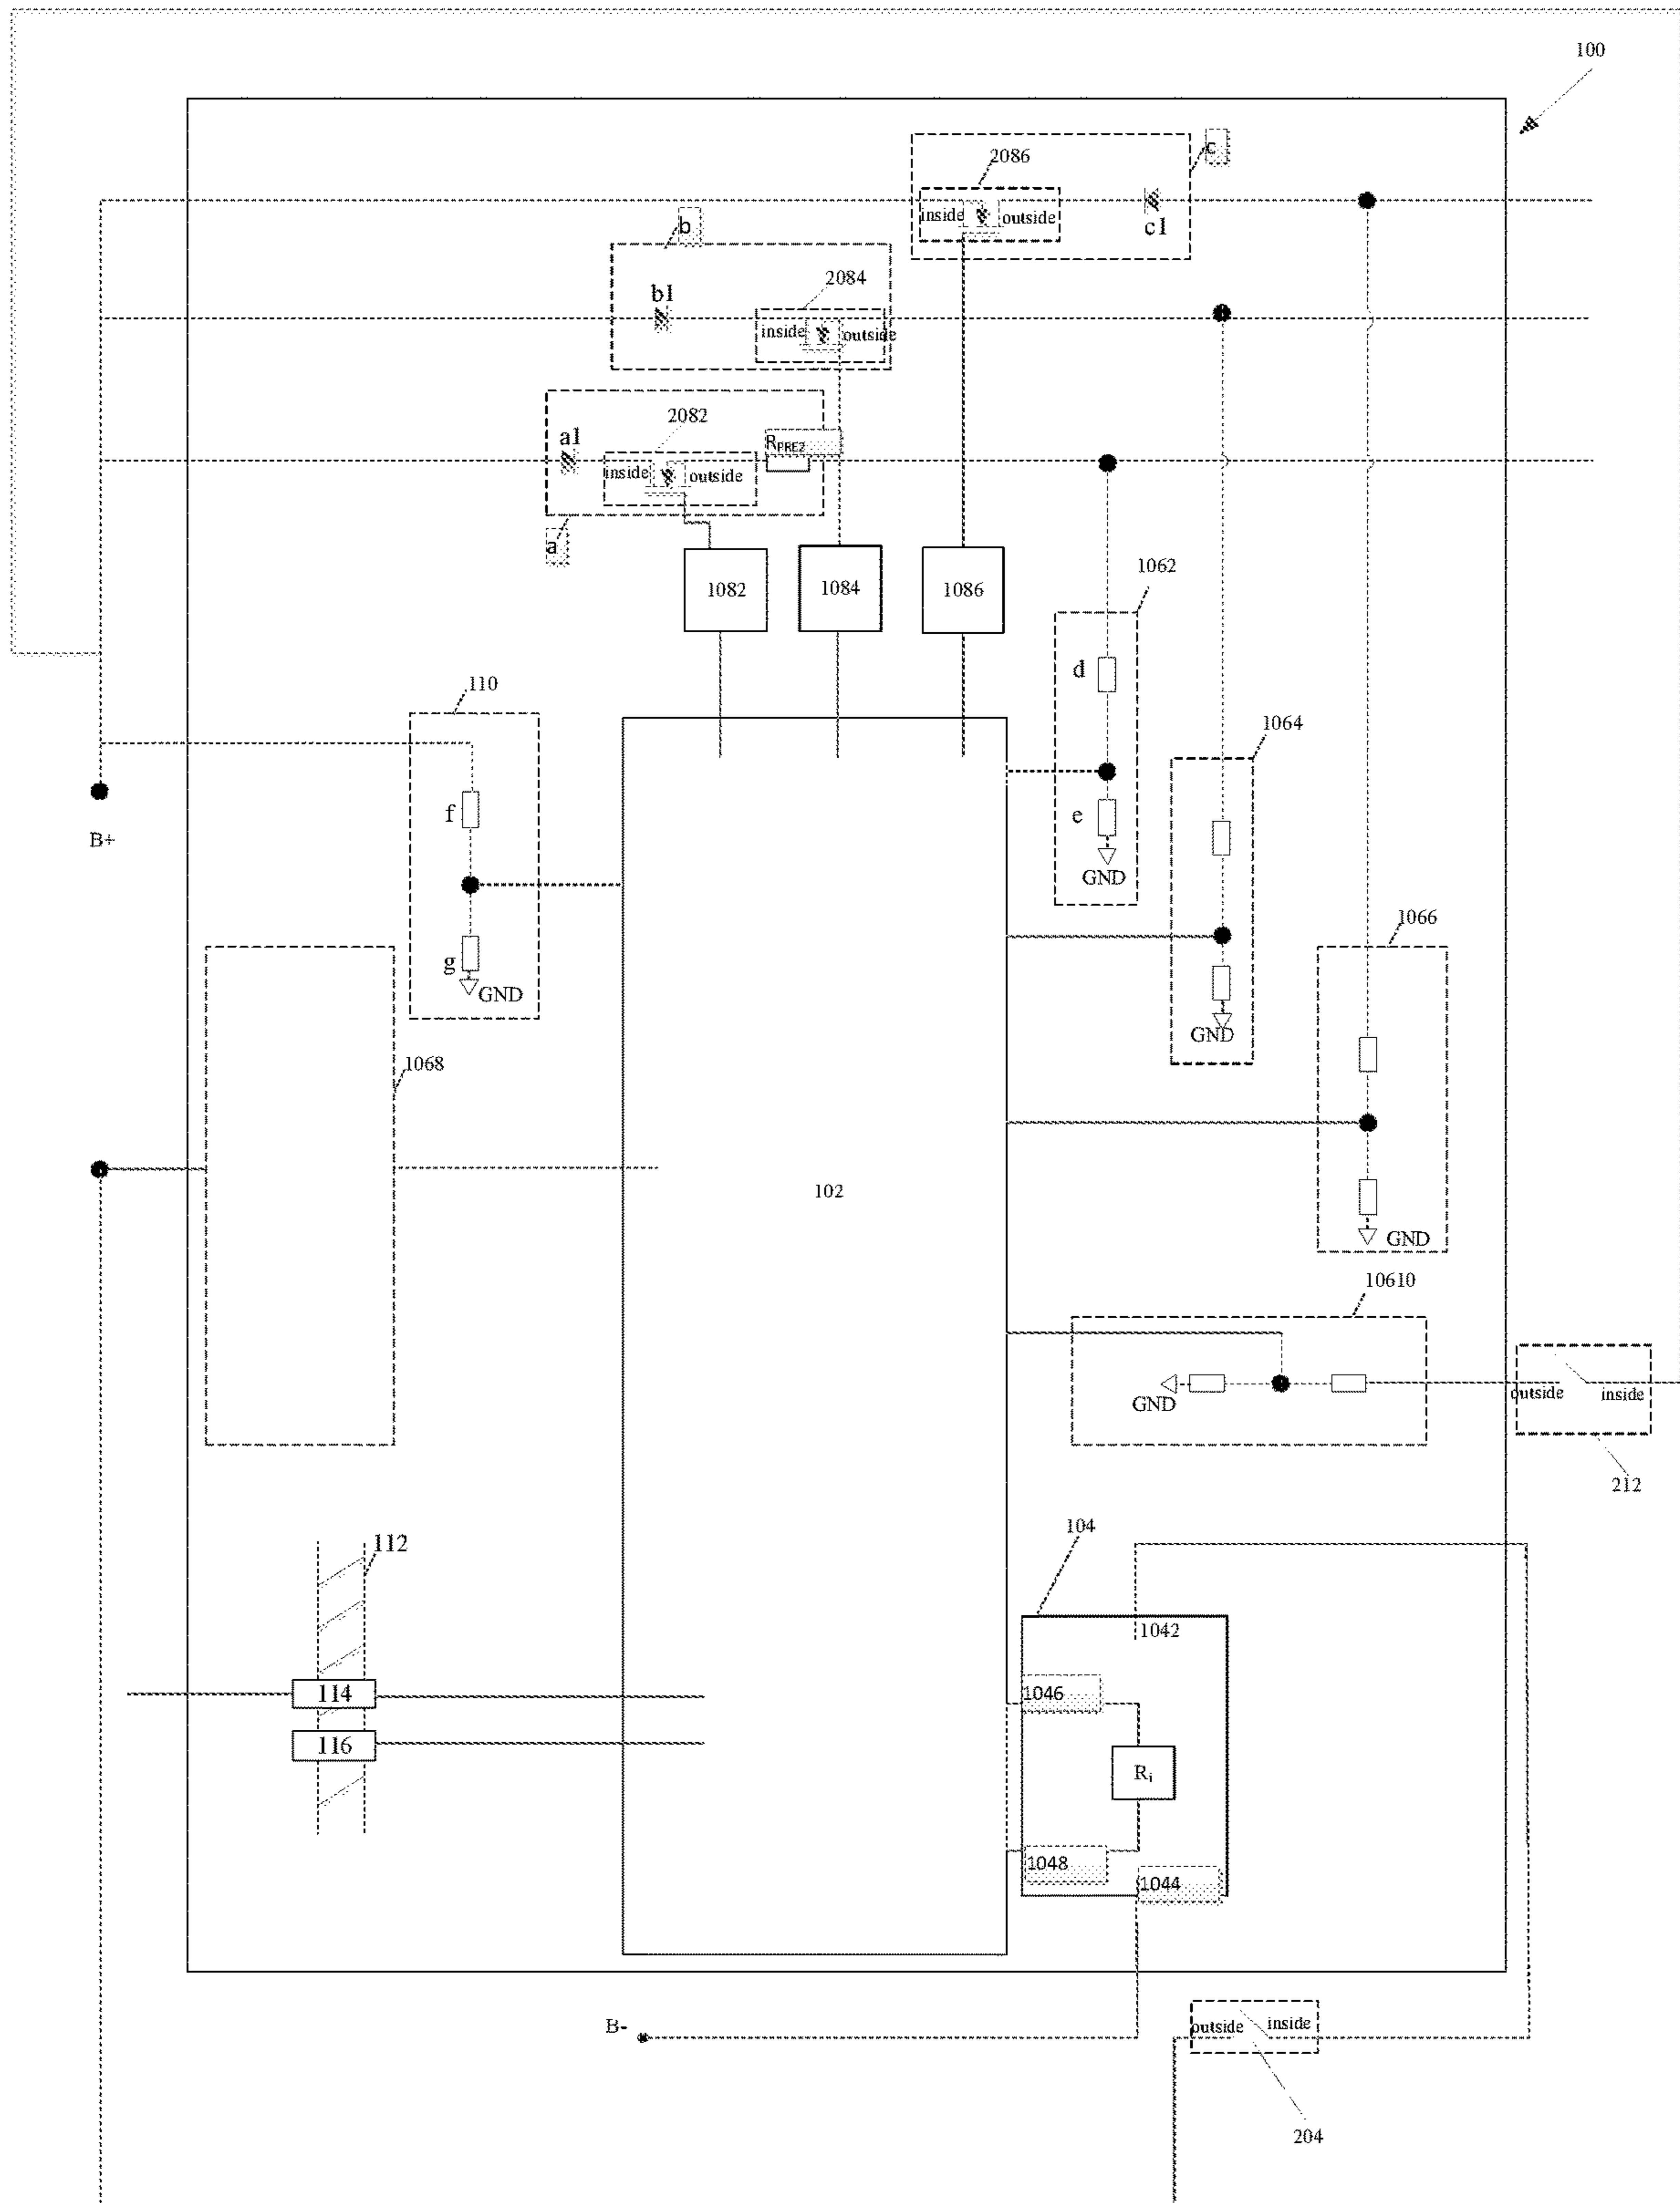 100
c
2086
inside
outside
c1
b
2084
b1
inside
outside
2082
a1
RPRE2
inside
outside
a
1082
1084
1086
1062
d
110
1064
f
e
B+
GND
1066
g
GND
GND
1068
102
GND
10610
GND
outside
inside
212
104
112
1042
114
1046
116
Ri
1048
1044
B-
outside
inside
204